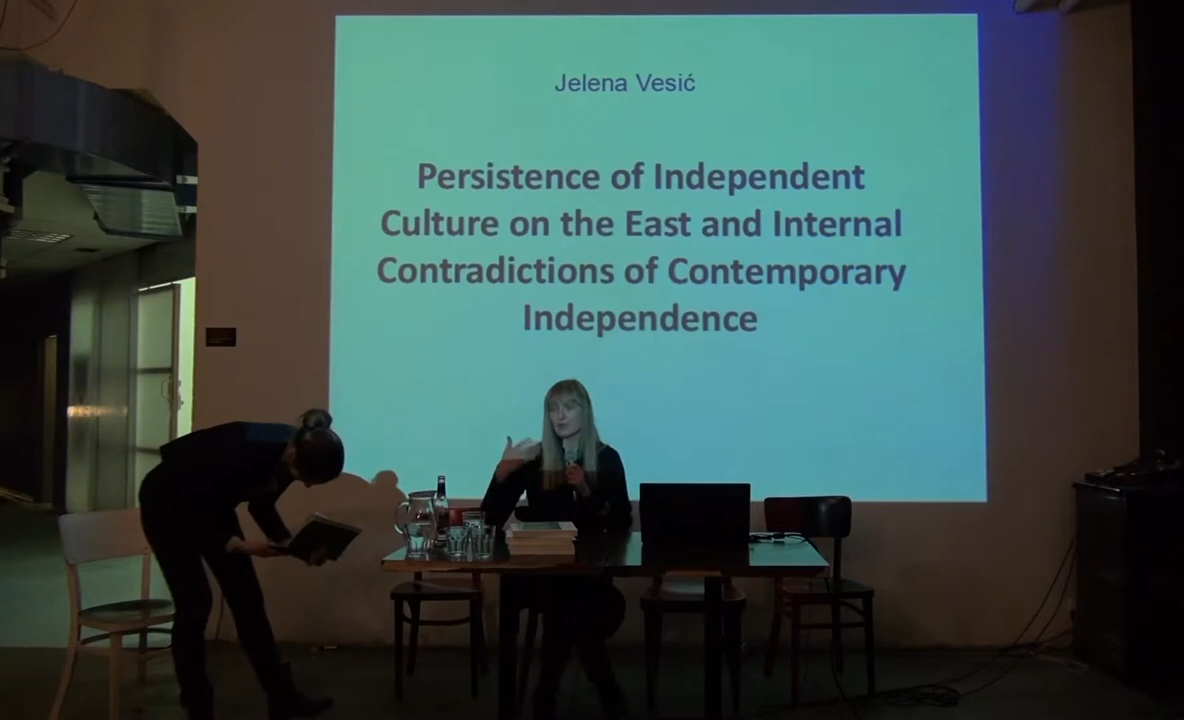 Jelena Vesić
Persistence of Independent
Culture on the East and Internal
Contradictions of Contemporary
Independence